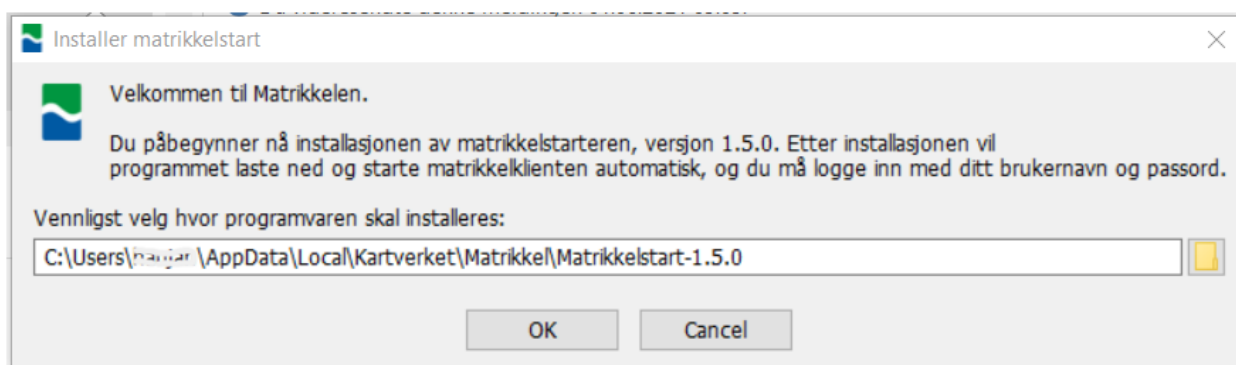 Installer matrikkelstart
Velkommen til Matrikkelen.
Du påbegynner nå installasjonen av matrikkelstarteren, versjon 1.5.0. Etter installasjonen vil
programmet laste ned og starte matrikkelklienten automatisk, og du må logge inn med ditt brukernavn og passord.
Vennligst velg hvor programvaren skal installeres:
C:\Users\ \AppData\Local\Kartverket\Matrikkel\Matrikkelstart-1.5.0
OK Cancel